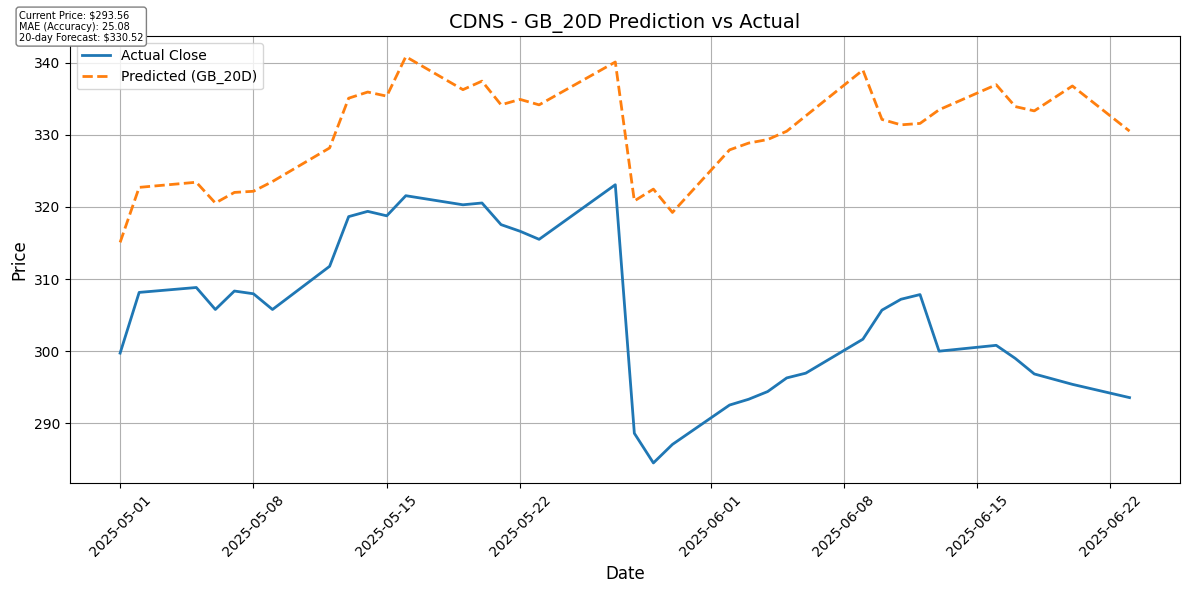 CDNS - GB_20D Prediction vs Actual
Current Price: $293.56
MAE (Accuracy): 25.08
20-day Forecast: $330.52
Actual Close
Predicted (GB_20D)
340
330
320
310
300
290
Price
2025-05-01
2025-05-08
2025-05-15
2025-05-22
2025-06-01
2025-06-08
2025-06-15
2025-06-22
Date